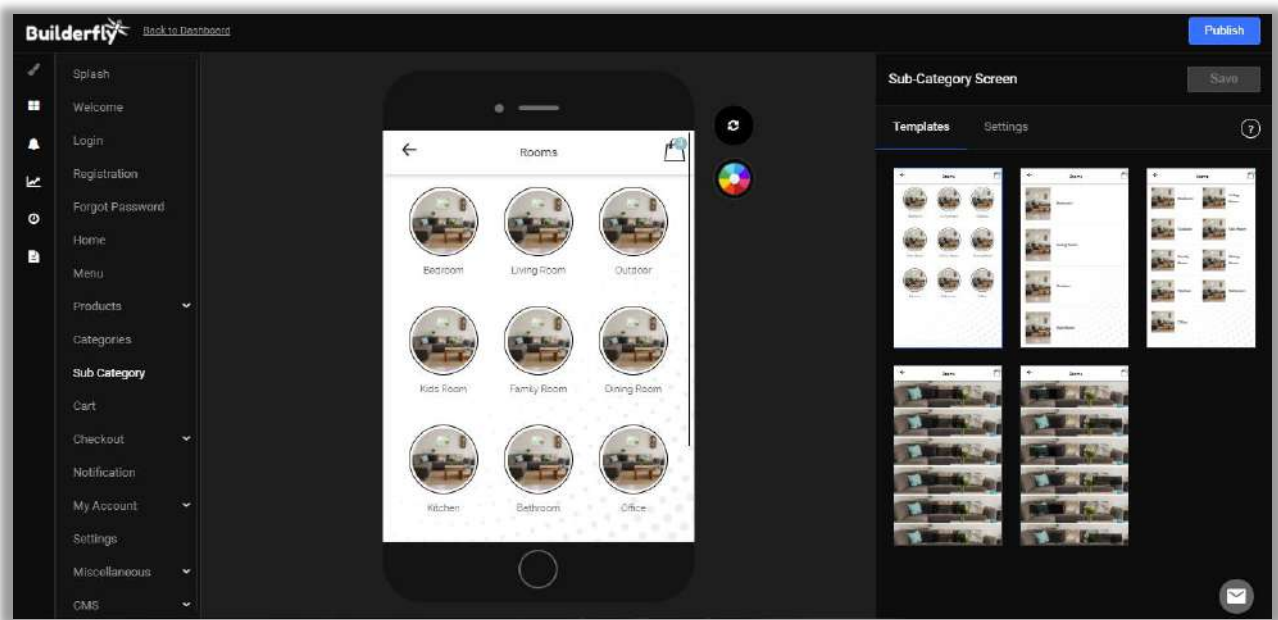 Builderfly
Back to Dashboard
Publish
Splash
Welcome
Login
Registration
Forgot Password
Home
Menu
Products
Categories
Sub Category
Cart
Checkout
Notification
My Account
Settings
Miscellaneous
CMS
Rooms
Bedroom
Living Room
Outdoor
Kids Room
Family Room
Dining Room
Kitchen
Bathroom
Office
Sub-Category Screen
Save
Templates
Settings
?